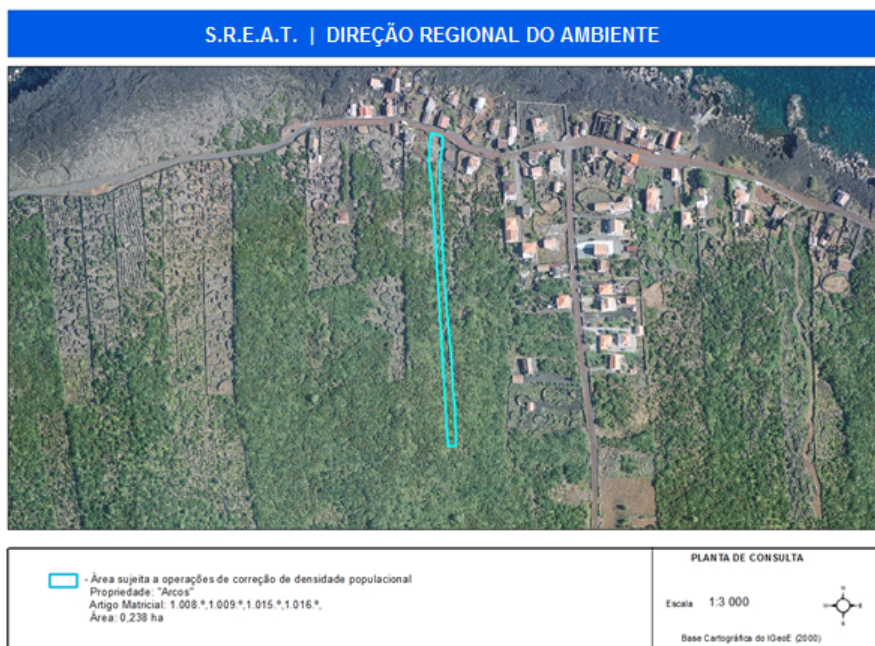 S.R.E.A.T. | DIREÇÃO REGIONAL DO AMBIENTE
- Área sujeita a operações de correção de densidade populacional
Propriedade: "Arcos"
Artigo Matricial: 1.008.º,1.009.º,1.015.º,1.016.º,
Área: 0,238 ha
PLANTA DE CONSULTA
Escala 1:3 000
N
E
S
Base Cartográfica do IGeoE (2000)